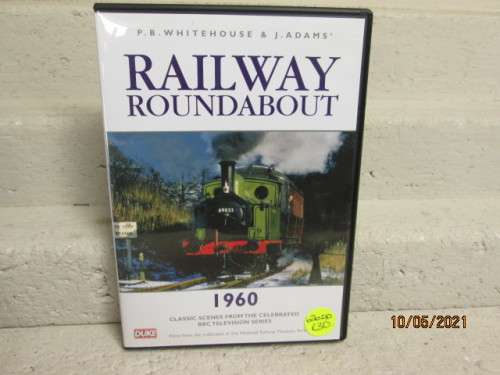 P.B.WHITEHOUSE & J.ADAMS'
RAILWAY
ROUNDABOUT
1960
CLASSIC SCENES FROM THE CELEBRATED
BBC TELEVISION SERIES
DUKE
10/05/2021